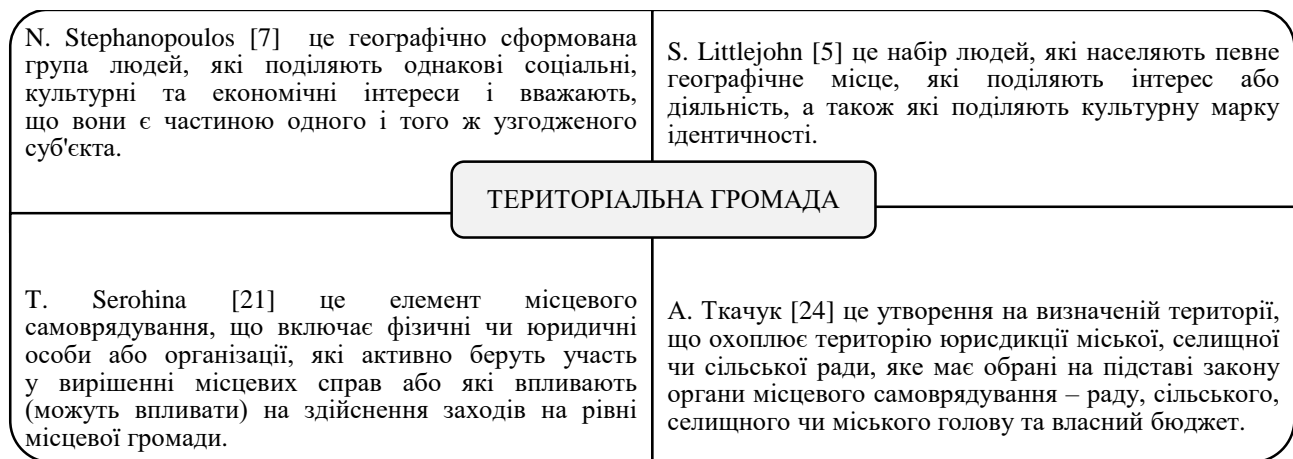 N. Stephanopoulos [7] це географічно сформована
група людей, які поділяють однакові соціальні,
культурні та економічні інтереси і вважають,
що вони є частиною одного і того ж узгодженого
суб'єкта.
S. Littlejohn [5] це набір людей, які населяють певне
географічне місце, які поділяють інтерес або
діяльність, а також які поділяють культурну марку
ідентичності.
ТЕРИТОРІАЛЬНА ГРОМАДА
T. Serohina [21] це елемент місцевого
самоврядування, що включає фізичні чи юридичні
особи або організації, які активно беруть участь
у вирішенні місцевих справ або які впливають
(можуть впливати) на здійснення заходів на рівні
місцевої громади.
А. Ткачук [24] це утворення на визначеній території,
що охоплює територію юрисдикції міської, селищної
чи сільської ради, яке має обрані на підставі закону
органи місцевого самоврядування – раду, сільського,
селищного чи міського голову та власний бюджет.